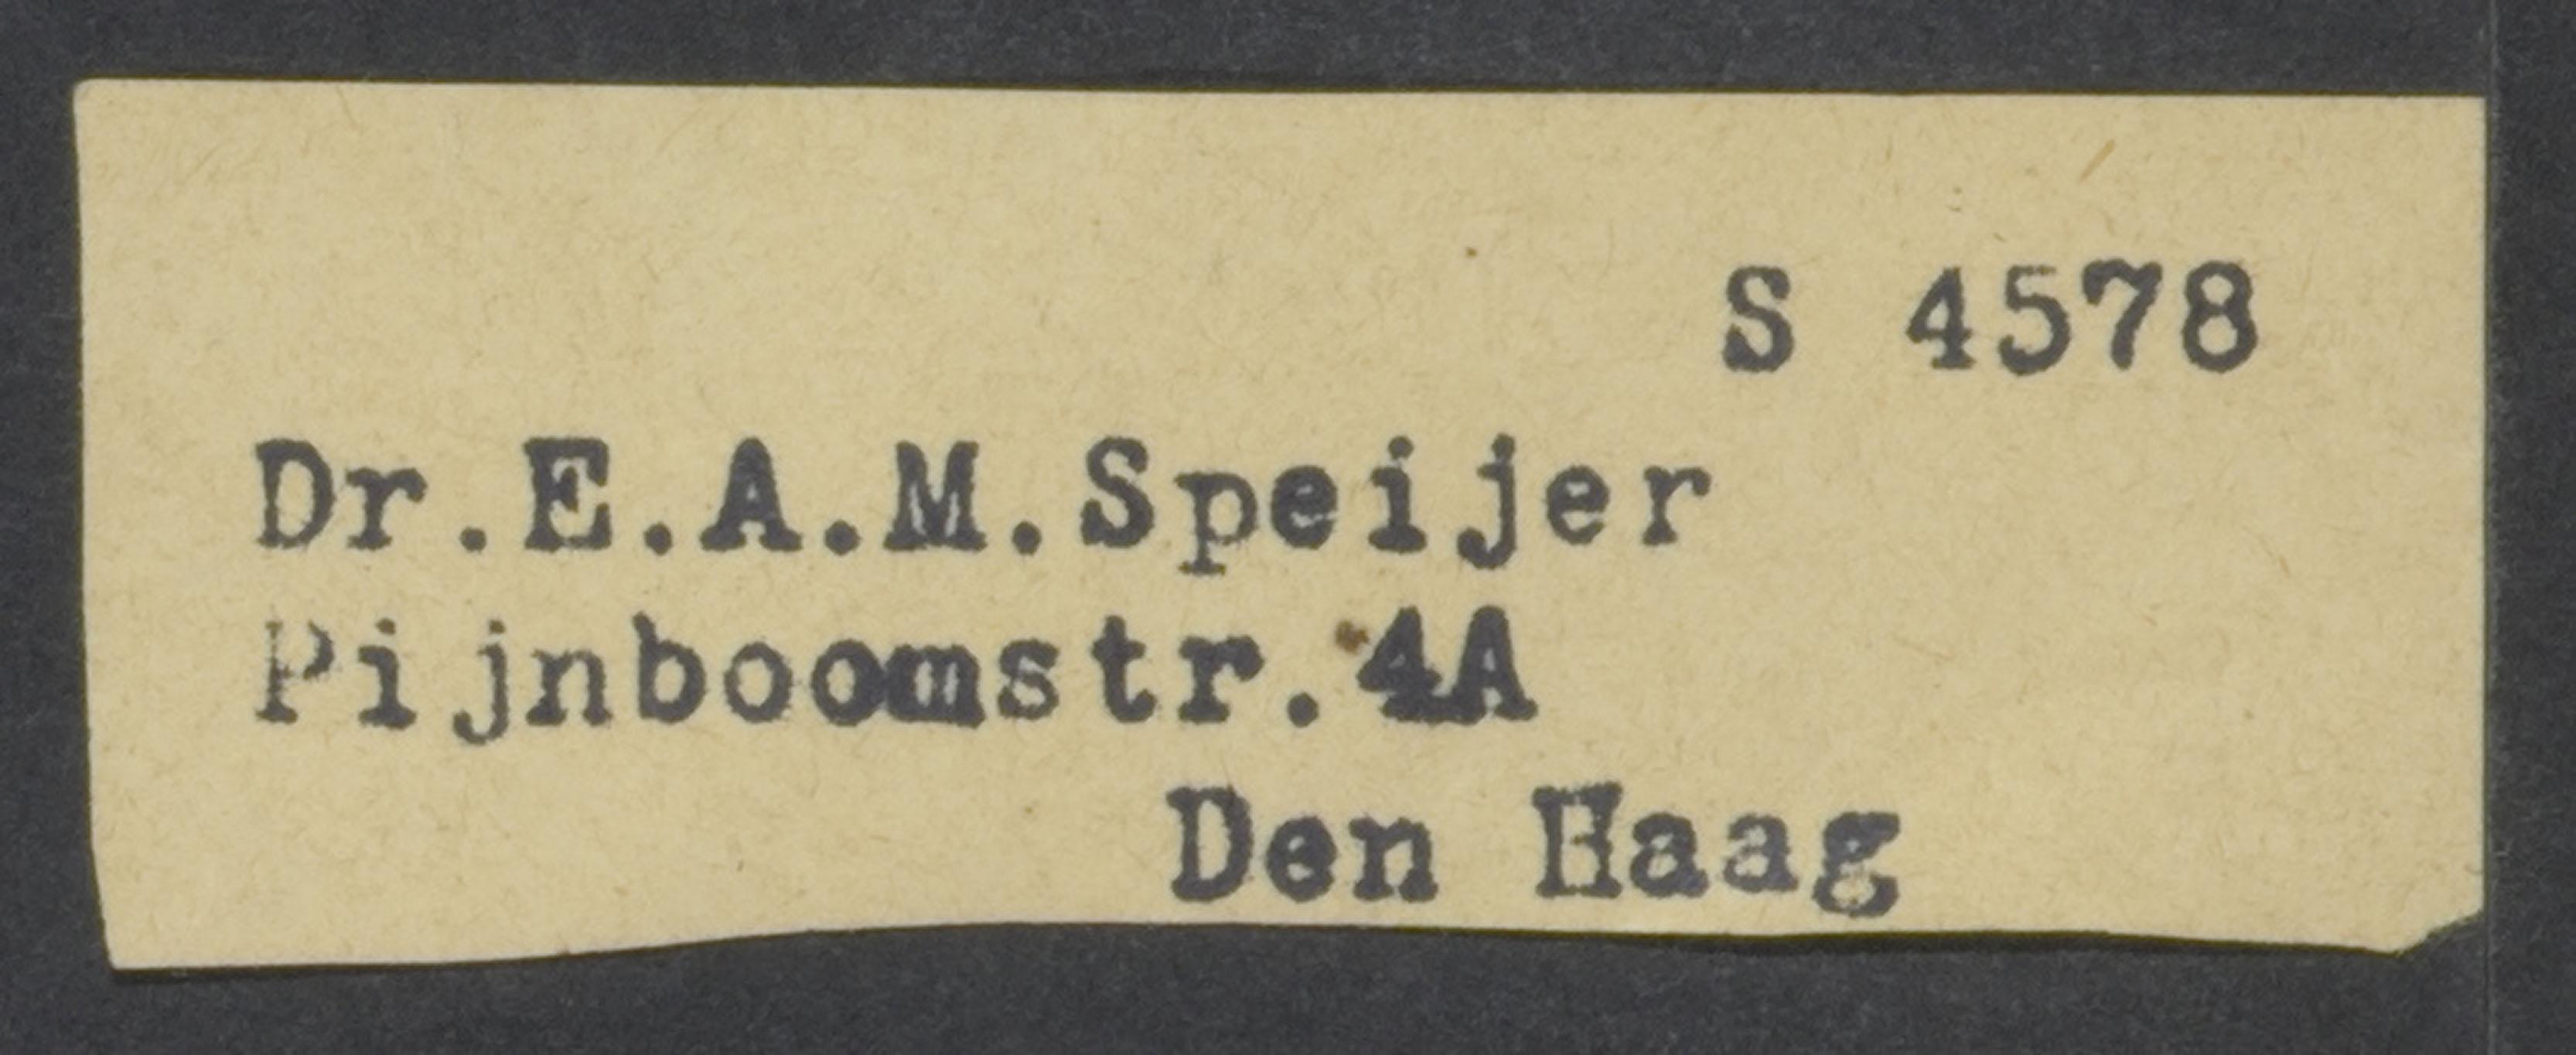 S 4578
Dr.E.A.M.Speijer
Pijnboomstr.4A
Den Haag